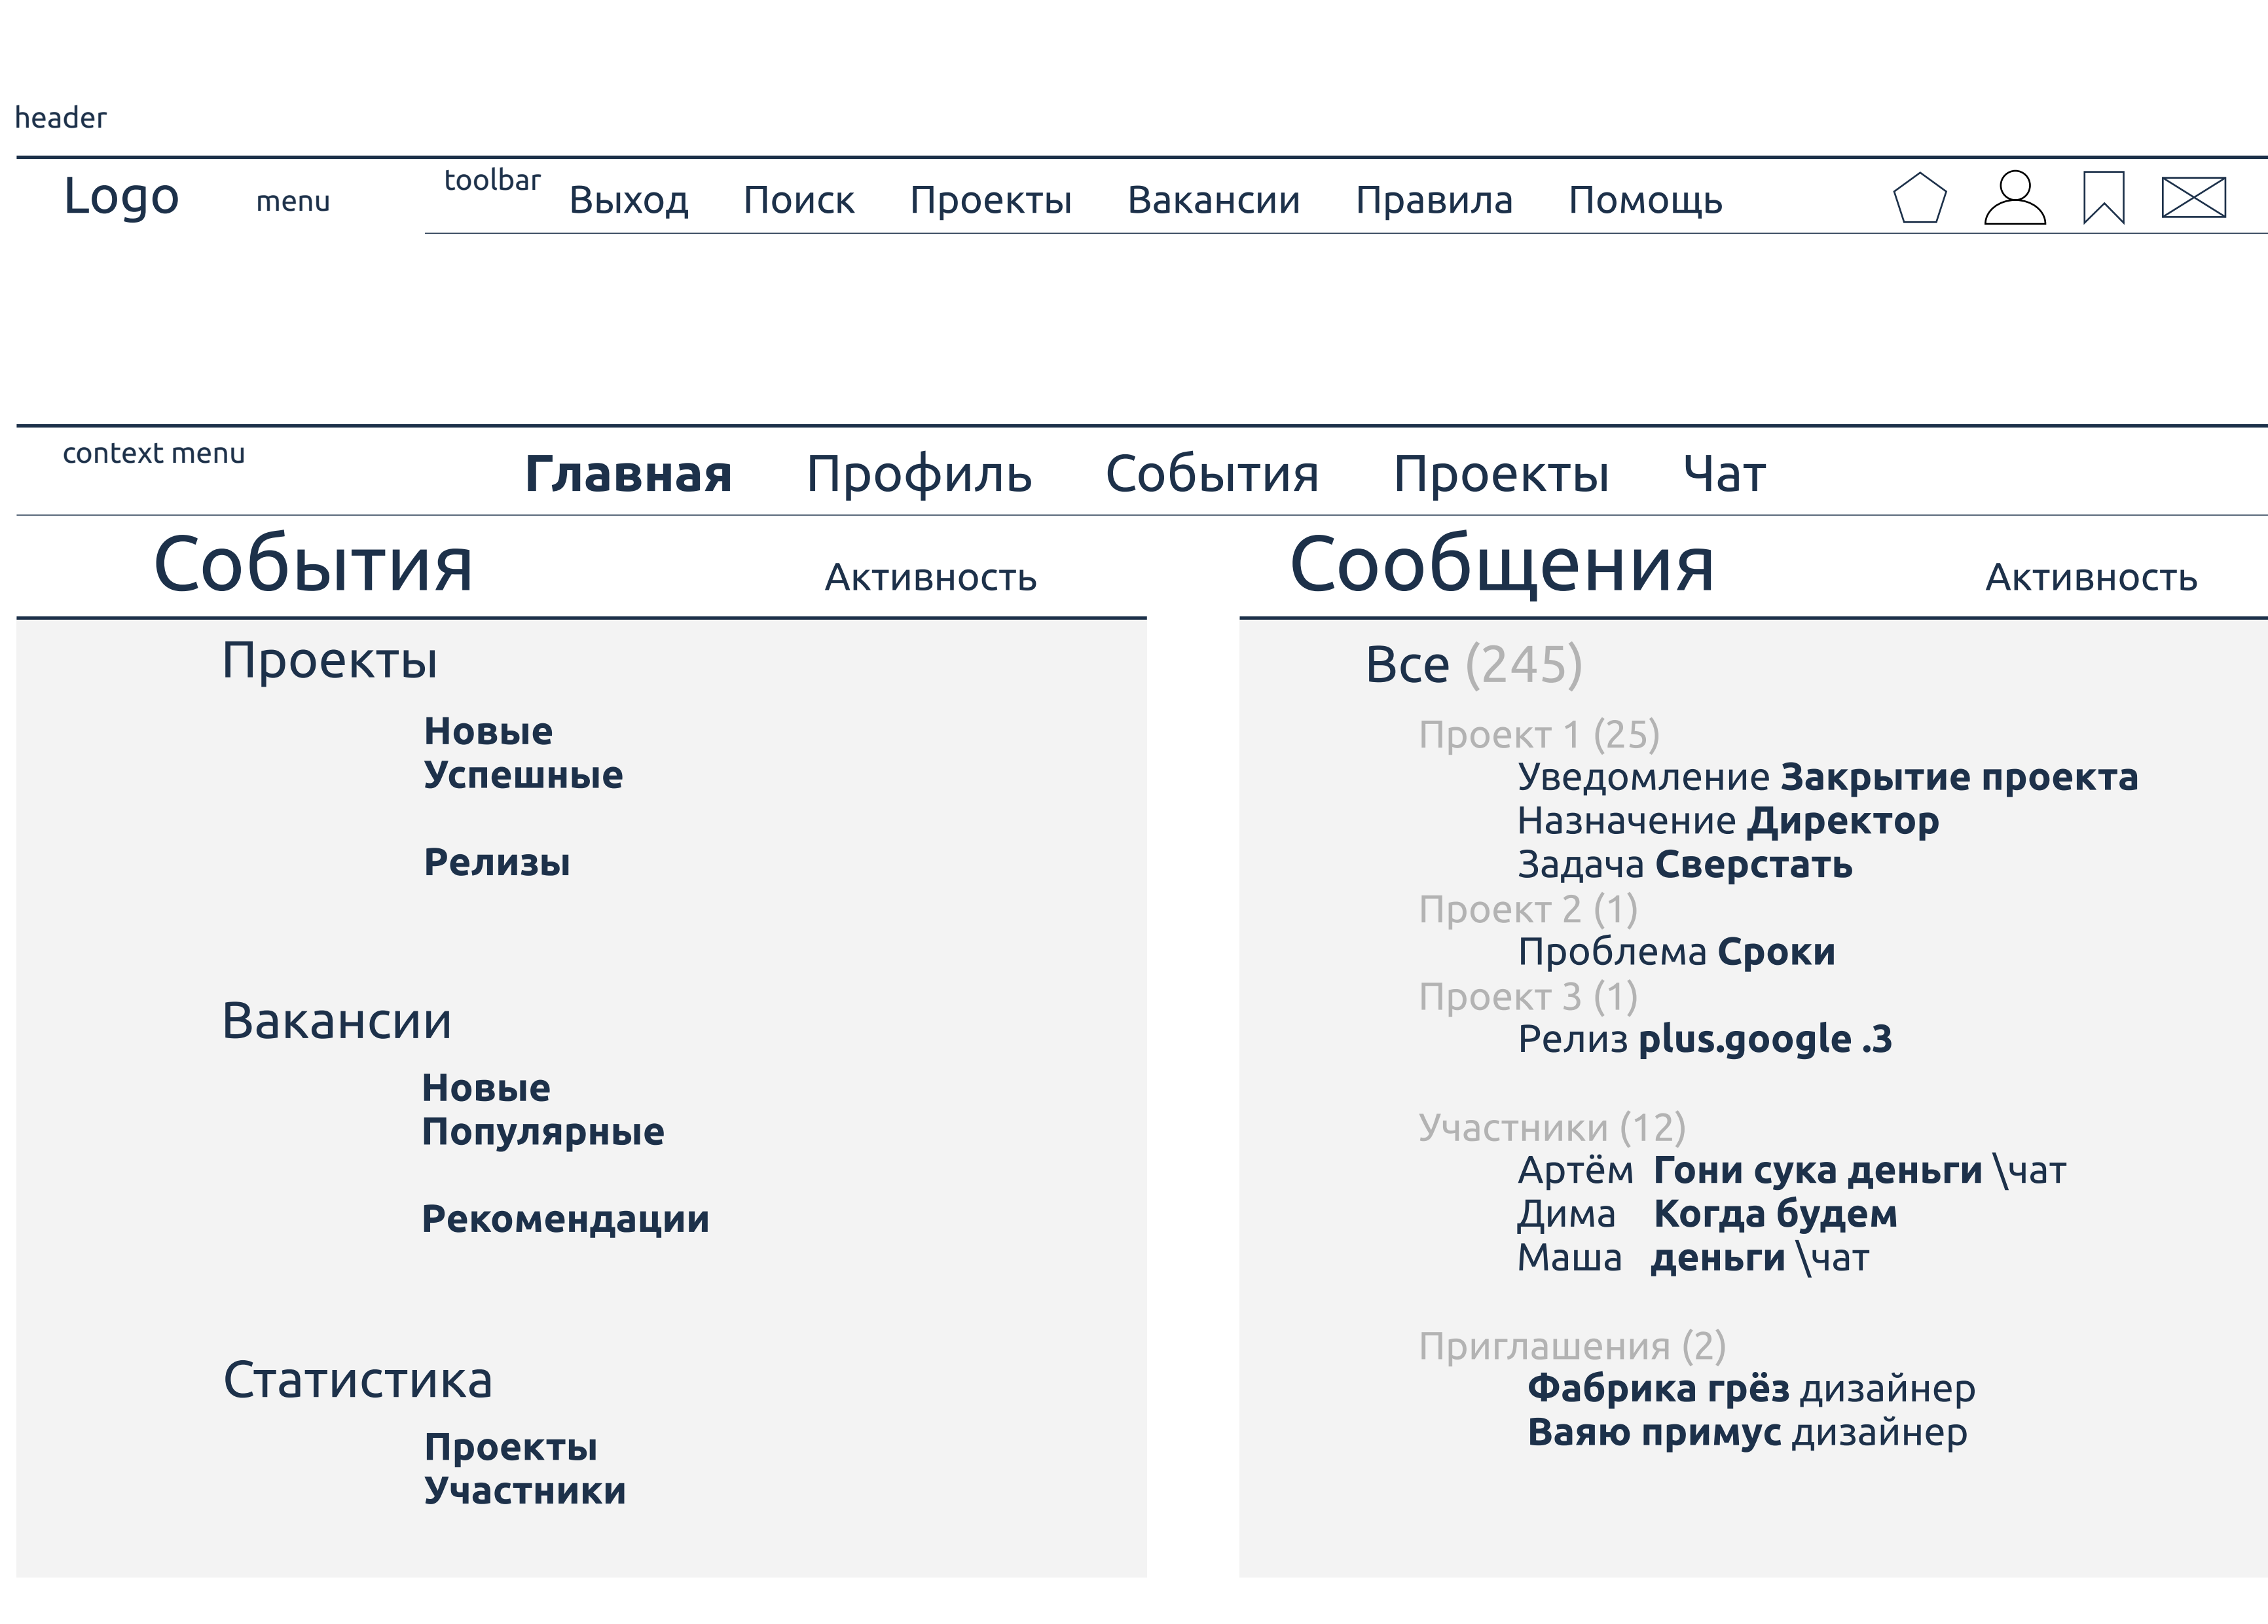 header
Logo menu toolbar Выход Поиск Проекты Вакансии Правила Помощь
context menu Главная Профиль События Проекты Чат
События Активность
Проекты
Новые
Успешные
Релизы
Вакансии
Новые
Популярные
Рекомендации
Статистика
Проекты
Участники
Сообщения Активность
Все (245)
Проект 1 (25)
Уведомление Закрытие проекта
Назначение Директор
Задача Сверстать
Проект 2 (1)
Проблема Сроки
Проект 3 (1)
Релиз plus.google .3
Участники (12)
Артём Гони сука деньги \чат
Дима Когда будем
Маша деньги \чат
Приглашения (2)
Фабрика грёз дизайнер
Ваяю примус дизайнер